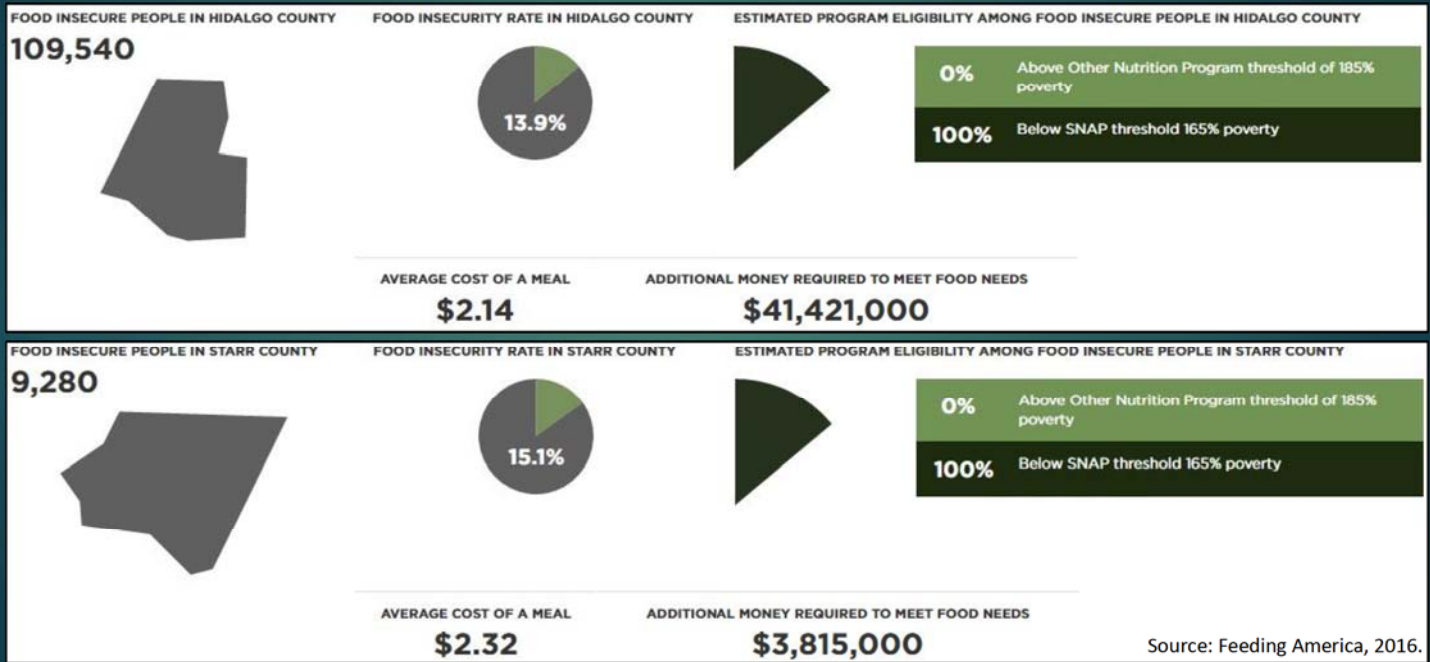 FOOD INSECURE PEOPLE IN HIDALGO COUNTY
109,540
FOOD INSECURITY RATE IN HIDALGO COUNTY
13.9%
ESTIMATED PROGRAM ELIGIBILITY AMONG FOOD INSECURE PEOPLE IN HIDALGO COUNTY
0%
Above Other Nutrition Program threshold of 185%
poverty
100%
Below SNAP threshold 165% poverty
AVERAGE COST OF A MEAL
$2.14
ADDITIONAL MONEY REQUIRED TO MEET FOOD NEEDS
$41,421,000
FOOD INSECURE PEOPLE IN STARR COUNTY
9,280
FOOD INSECURITY RATE IN STARR COUNTY
15.1%
ESTIMATED PROGRAM ELIGIBILITY AMONG FOOD INSECURE PEOPLE IN STARR COUNTY
0%
Above Other Nutrition Program threshold of 185%
poverty
100%
Below SNAP threshold 165% poverty
AVERAGE COST OF A MEAL
$2.32
ADDITIONAL MONEY REQUIRED TO MEET FOOD NEEDS
$3,815,000
Source: Feeding America, 2016.